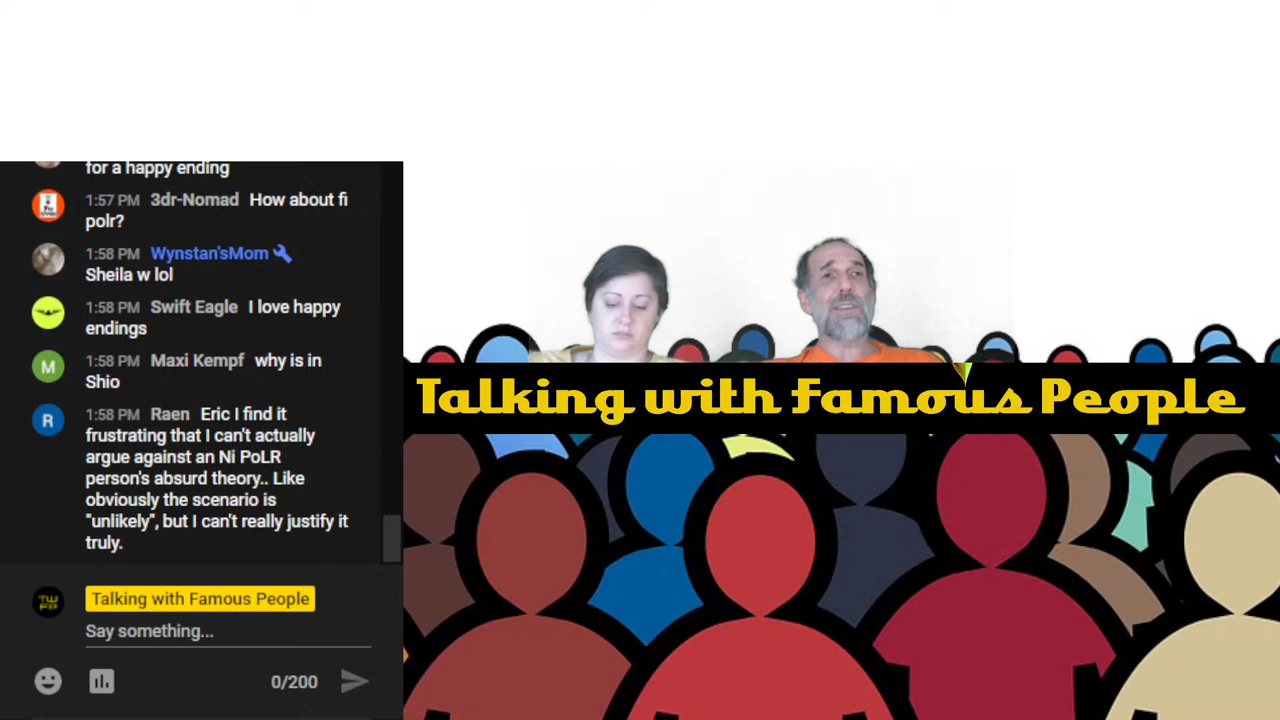 for a happy ending
1:57 PM 3dr-Nomad How about fi
polr?
1:58 PM Wynstan'sMom
Sheila w lol
1:58 PM Swift Eagle I love happy
endings
1:58 PM Maxi Kempf why is in
Shio
M
1:58 PM Raen Eric I find it
frustrating that I can't actually
argue against an Ni PoLR
person's absurd theory.. Like
obviously the scenario is
"unlikely", but I can't really justify it
truly.
R
Talking with Famous People
TW
FP
Say something...
0/200
Talking with Famous People